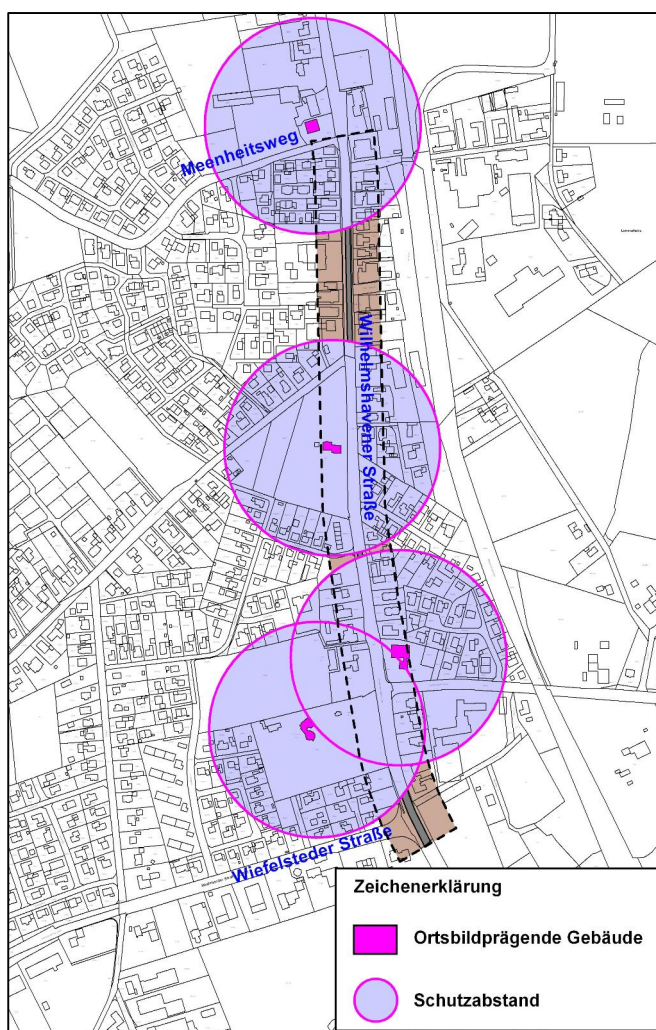 Meenheitsweg
Wilhelmshavener Straße
Wiefelsteder Straße
Zeichenerklärung
Ortsbildprägende Gebäude
Schutzabstand